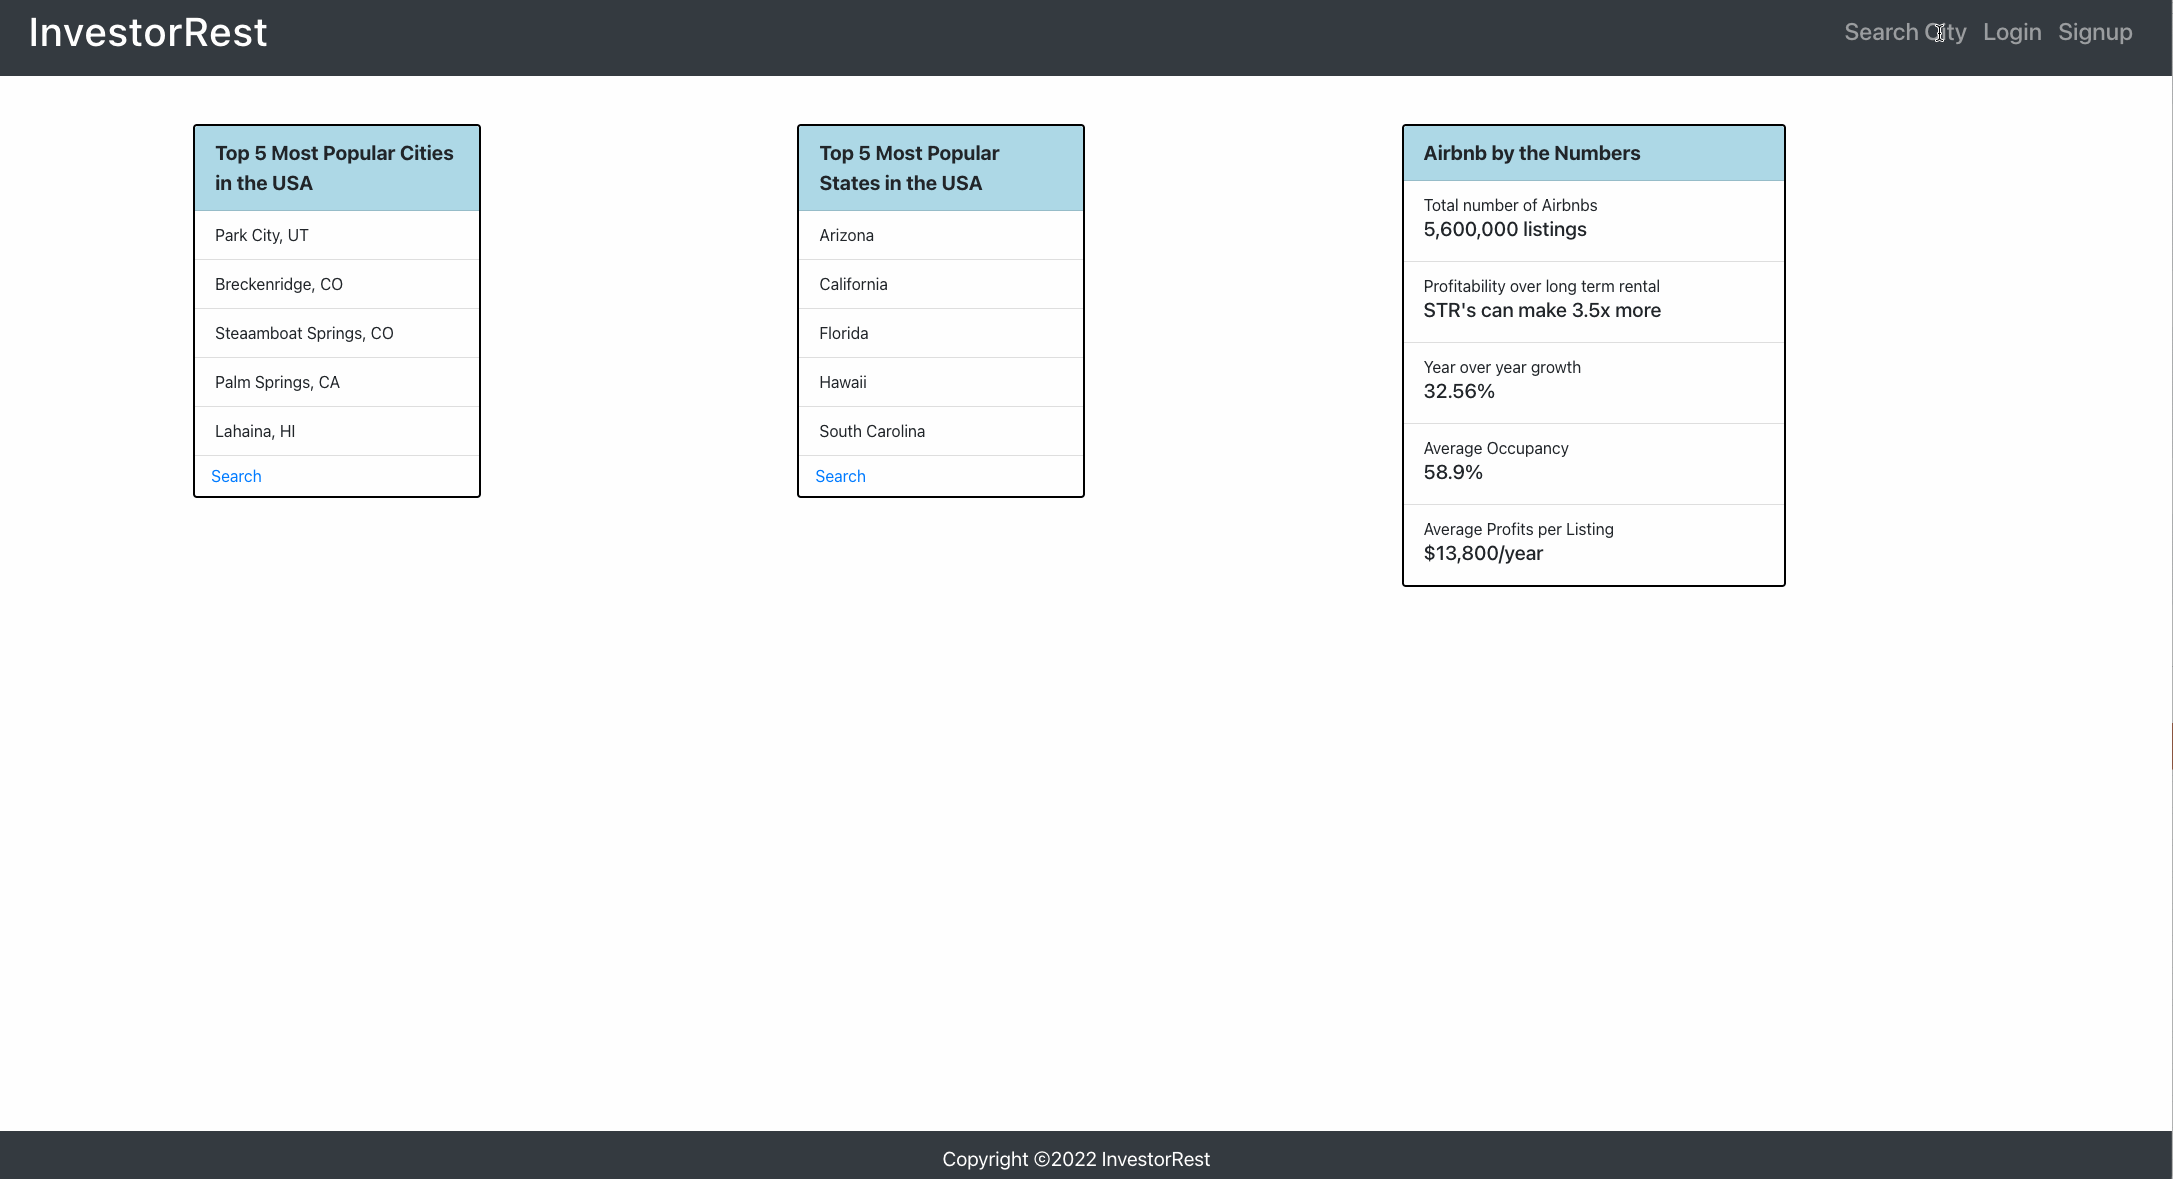 InvestorRest
Search City Login Signup
Top 5 Most Popular Cities
in the USA
Park City, UT
Breckenridge, CO
Steaamboat Springs, CO
Palm Springs, CA
Lahaina, HI
Search
Top 5 Most Popular
States in the USA
Arizona
California
Florida
Hawaii
South Carolina
Search
Airbnb by the Numbers
Total number of Airbnbs
5,600,000 listings
Profitability over long term rental
STR's can make 3.5x more
Year over year growth
32.56%
Average Occupancy
58.9%
Average Profits per Listing
$13,800/year
Copyright ©2022 InvestorRest